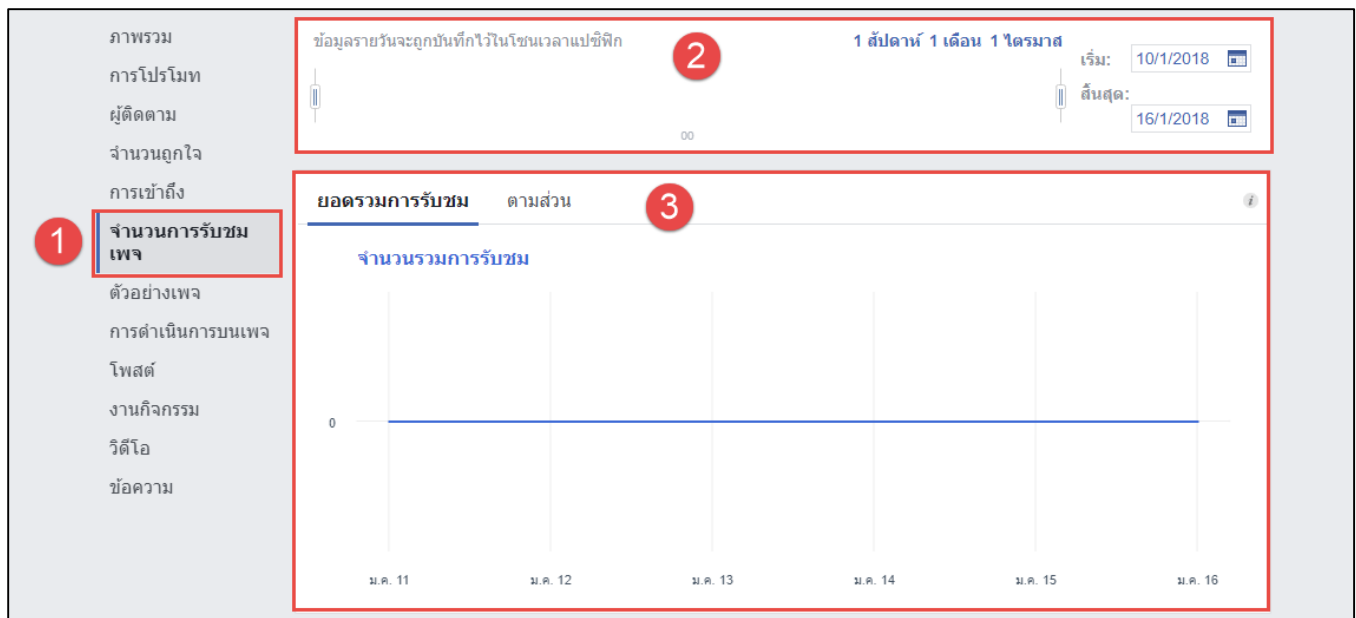 ภาพรวม
การโปรโมท
ผู้ติดตาม
จำนวนถูกใจ
การเข้าถึง
1
จำนวนการรับชม
เพจ
ตัวอย่างเพจ
การดำเนินการบนเพจ
โพสต์
งานกิจกรรม
วิดีโอ
ข้อความ
ข้อมูลรายวันจะถูกบันทึกไว้ในโซนเวลาแปซิฟิก
2
1 สัปดาห์ 1 เดือน 1 ไตรมาส
เริ่ม: 10/1/2018
สิ้นสุด:
16/1/2018
ยอดรวมการรับชม ตามส่วน
3
i
จำนวนรวมการรับชม
0
ม.ค. 11 ม.ค. 12 ม.ค. 13 ม.ค. 14 ม.ค. 15 ม.ค. 16